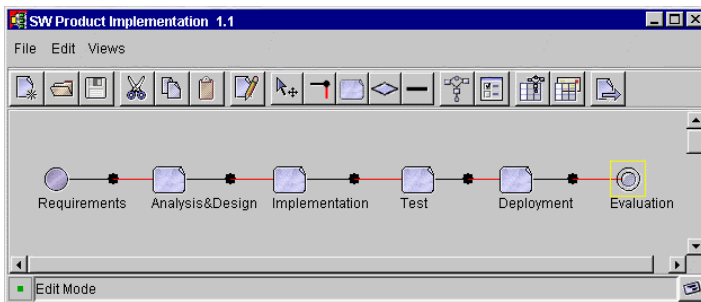 SW Product Implementation 1.1
File Edit Views
Requirements Analysis&Design Implementation Test Deployment Evaluation
Edit Mode